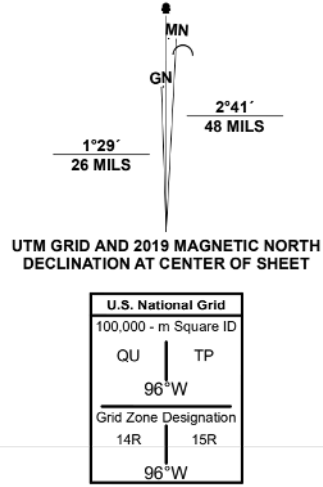 MN
GN
2°41´
48 MILS
1°29´
26 MILS
UTM GRID AND 2019 MAGNETIC NORTH
DECLINATION AT CENTER OF SHEET
U.S. National Grid
100,000 - m Square ID
QU TP
96°W
Grid Zone Designation
14R 15R
96°W